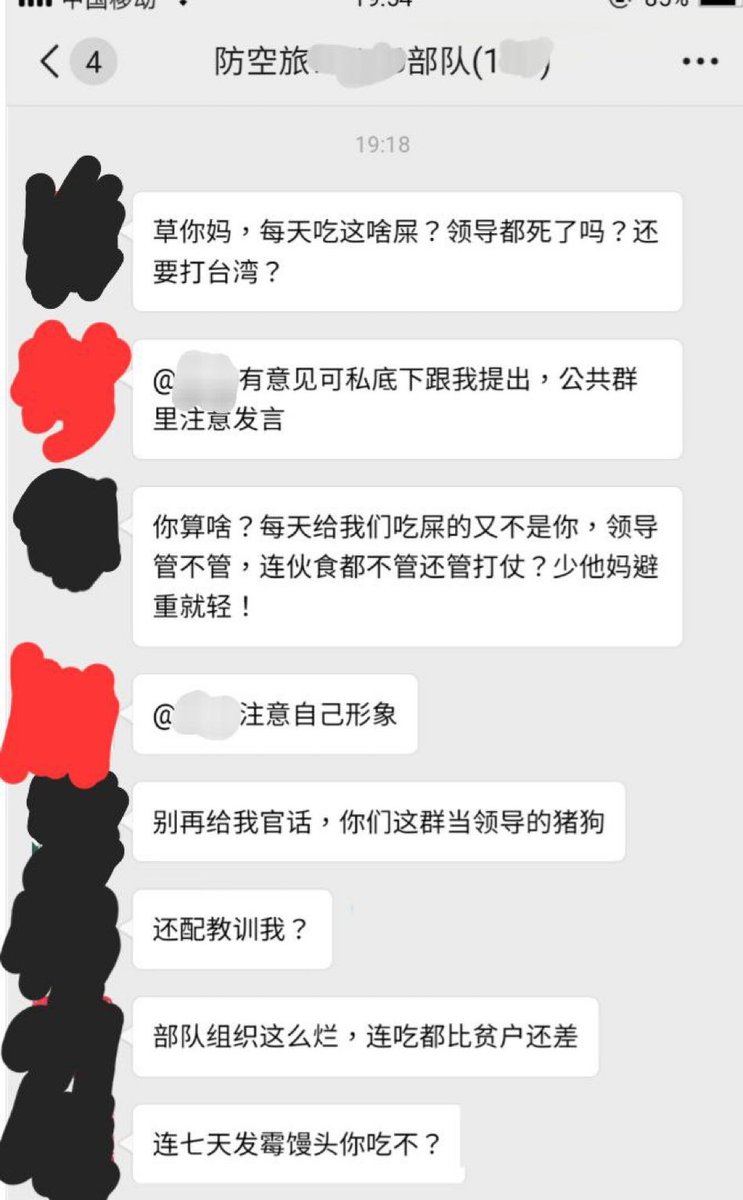 中国移动 19:34 85%
4 防空旅 部队(1 )
19:18
草你妈，每天吃这啥屎？领导都死了吗？还
要打台湾？
@ 有意见可私底下跟我提出，公共群
里注意发言
你算啥？每天给我们吃屎的又不是你，领导
管不管，连伙食都不管还管打仗？少他妈避
重就轻！
@ 注意自己形象
别再给我官话，你们这群当领导的猪狗
还配教训我？
部队组织这么烂，连吃都比贫户还差
连七天发霉馒头你吃不？